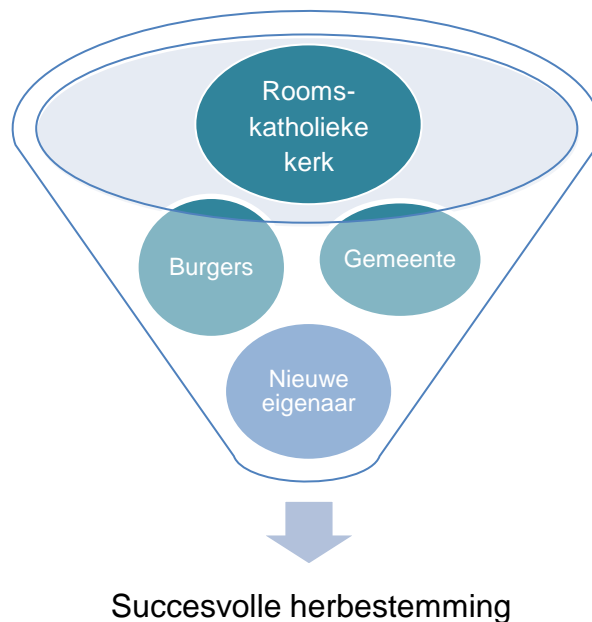 Rooms-
katholieke
kerk
Burgers
Gemeente
Nieuwe
eigenaar
Succesvolle herbestemming